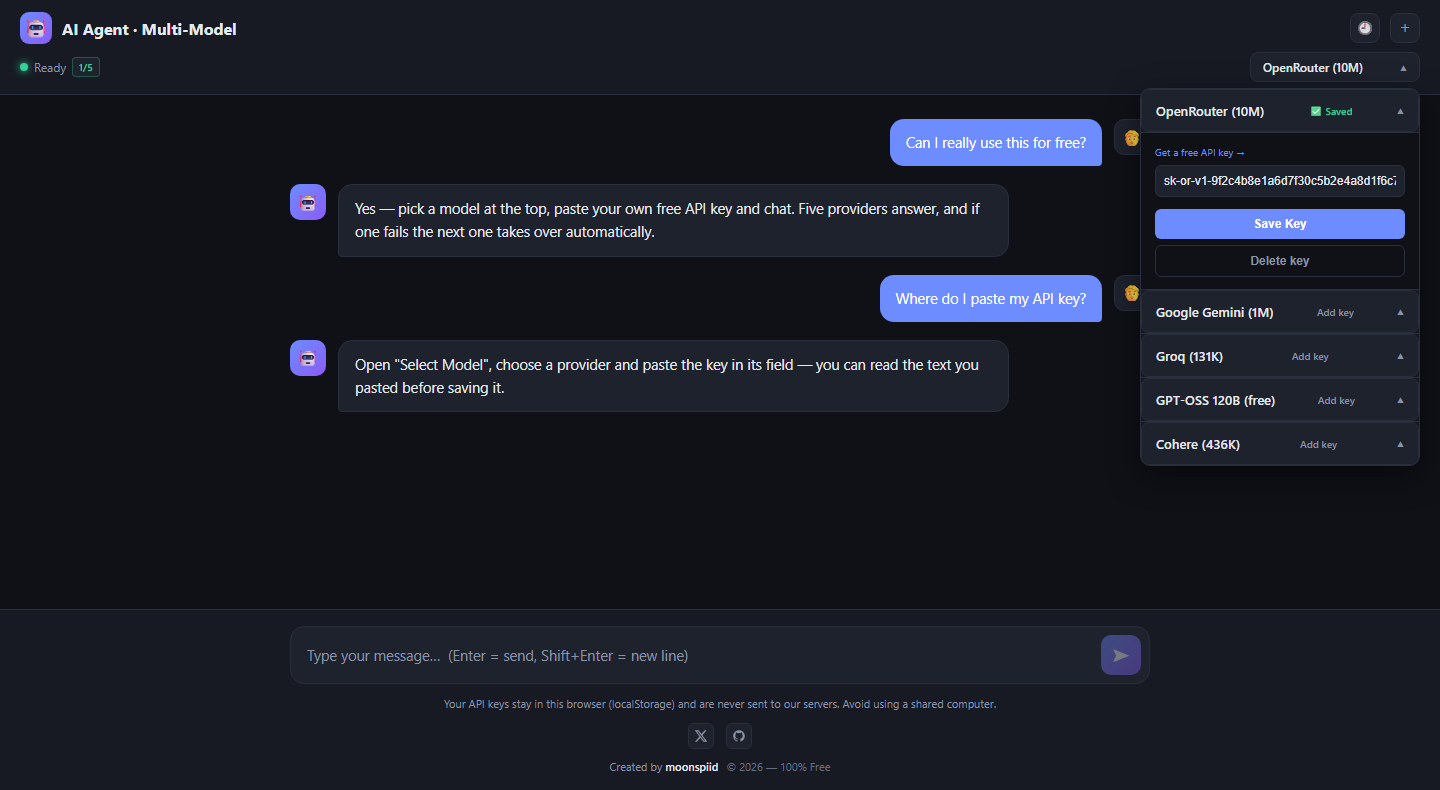 AI Agent · Multi-Model
Ready 1/5
OpenRouter (10M) ▲
OpenRouter (10M) ✅ Saved ▲
Get a free API key →
sk-or-v1-9f2c4b8e1a6d7f30c5b2e4a8d1f6c7
Save Key
Delete key
Google Gemini (1M) Add key ▲
Groq (131K) Add key ▲
GPT-OSS 120B (free) Add key ▲
Cohere (436K) Add key ▲
Can I really use this for free?
Yes — pick a model at the top, paste your own free API key and chat. Five providers answer, and if
one fails the next one takes over automatically.
Where do I paste my API key?
Open "Select Model", choose a provider and paste the key in its field — you can read the text you
pasted before saving it.
Type your message... (Enter = send, Shift+Enter = new line)
Your API keys stay in this browser (localStorage) and are never sent to our servers. Avoid using a shared computer.
Created by moonspiid © 2026 — 100% Free